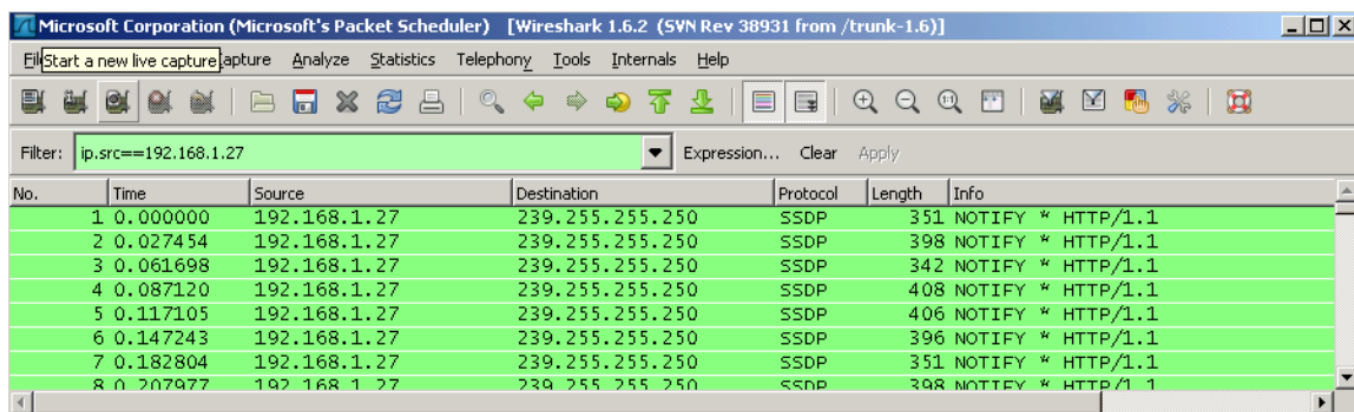 Microsoft Corporation (Microsoft's Packet Scheduler) [Wireshark 1.6.2 (SVN Rev 38931 from /trunk-1.6)]
Fil Start a new live capture apture Analyze Statistics Telephony Tools Internals Help
Filter: ip.src==192.168.1.27 Expression... Clear Apply
No. Time Source Destination Protocol Length Info
1 0.000000 192.168.1.27 239.255.255.250 SSDP 351 NOTIFY * HTTP/1.1
2 0.027454 192.168.1.27 239.255.255.250 SSDP 398 NOTIFY * HTTP/1.1
3 0.061698 192.168.1.27 239.255.255.250 SSDP 342 NOTIFY * HTTP/1.1
4 0.087120 192.168.1.27 239.255.255.250 SSDP 408 NOTIFY * HTTP/1.1
5 0.117105 192.168.1.27 239.255.255.250 SSDP 406 NOTIFY * HTTP/1.1
6 0.147243 192.168.1.27 239.255.255.250 SSDP 396 NOTIFY * HTTP/1.1
7 0.182804 192.168.1.27 239.255.255.250 SSDP 351 NOTIFY * HTTP/1.1
8 0.207977 192.168.1.27 239.255.255.250 SSDP 398 NOTIFY * HTTP/1.1